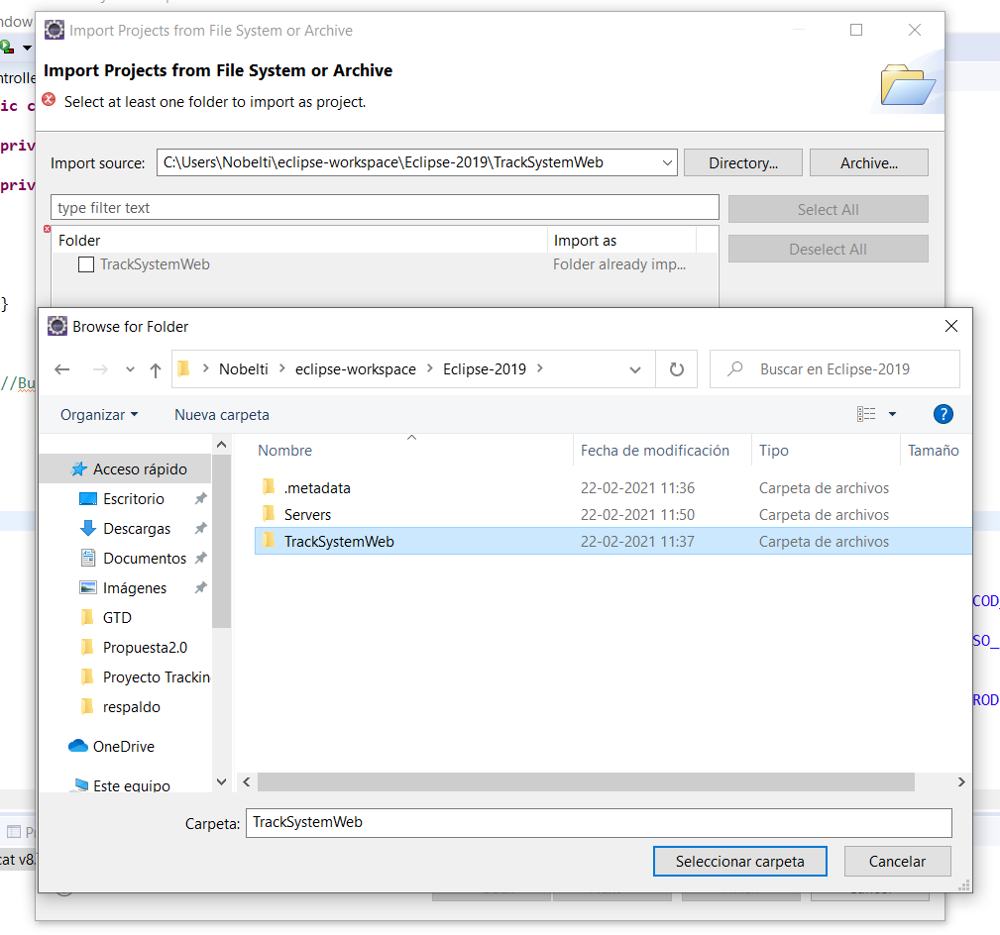 ndow
Import Projects from File System or Archive
Import Projects from File System or Archive
Select at least one folder to import as project.
ntrolle
ic c
priv
priv
}
//Bu
Import source: C:\Users\Nobelti\eclipse-workspace\Eclipse-2019\TrackSystemWeb Directory... Archive...
type filter text Select All
Folder Import as Deselect All
TrackSystemWeb Folder already imp...
Browse for Folder
Nobelti eclipse-workspace Eclipse-2019 Buscar en Eclipse-2019
Organizar Nueva carpeta ?
Nombre Fecha de modificación Tipo Tamaño
.metadata 22-02-2021 11:36 Carpeta de archivos
Servers 22-02-2021 11:50 Carpeta de archivos
TrackSystemWeb 22-02-2021 11:37 Carpeta de archivos
Acceso rápido
Escritorio
Descargas
Documentos
Imágenes
GTD
Propuesta2.0
Proyecto Trackin
respaldo
OneDrive
Este equipo
COD_
SO_
ROD
Carpeta: TrackSystemWeb
Seleccionar carpeta Cancelar
cat v8.